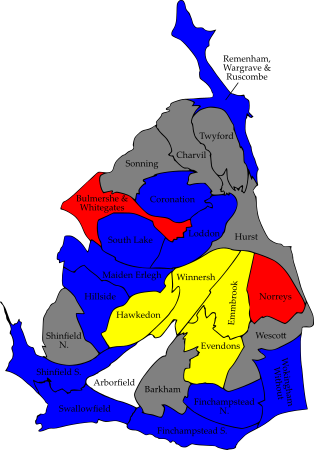 Remenham,
Wargrave &
Ruscombe
Twyford
Charvil
Sonning
Bulmershe &
Whitegates
Coronation
Loddon
South Lake
Hurst
Maiden Erlegh
Winnersh
Hillside
Emmbrook
Norreys
Hawkedon
Shinfield
N.
Evendons
Wescott
Shinfield S.
Arborfield
Barkham
Wokingham
Without
Finchampstead
N.
Swallowfield
Finchampstead S.